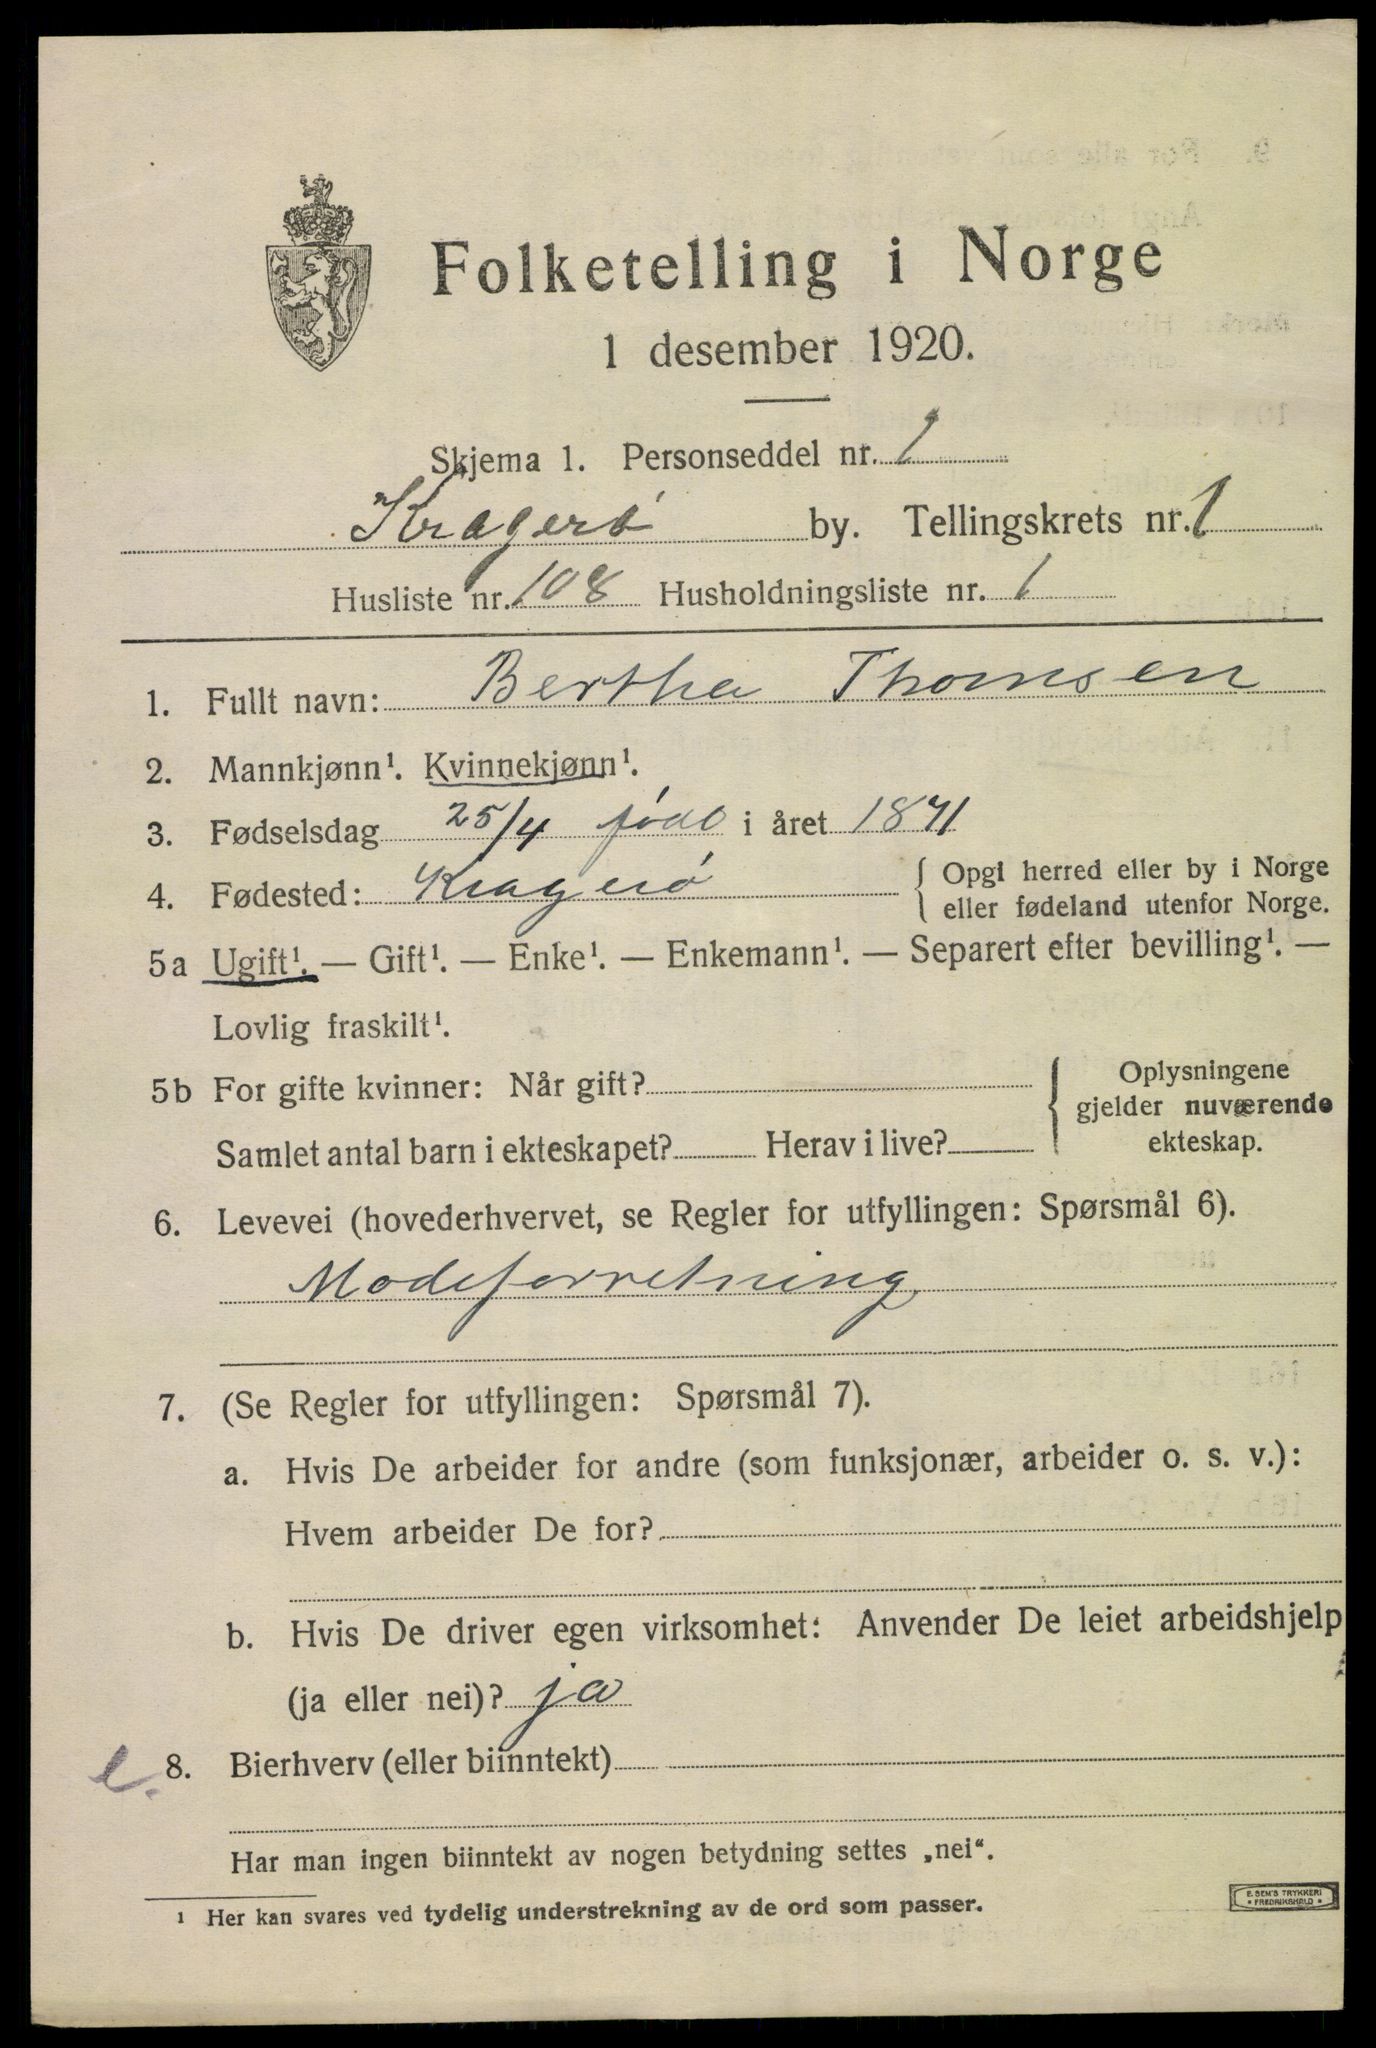 Folketelling i Norge
1 desember 1920.
Skjema 1. Personseddel nr. 1
Kragerö by. Tellingskrets nr. 1
Husliste nr. 108 Husholdningsliste nr. 1
1. Fullt navn: Bertha Thomsen
2. Mannkjønn¹. Kvinnekjønn¹.
3. Fødselsdag 25/4 född i året 1871
4. Fødested: Kragerö { Opgi herred eller by i Norge
eller fødeland utenfor Norge.
5a Ugift¹. — Gift¹. — Enke¹. — Enkemann¹. — Separert efter bevilling¹. —
Lovlig fraskilt¹.
5b For gifte kvinner: Når gift? { Oplysningene
gjelder nuværende
Samlet antal barn i ekteskapet? Herav i live? ekteskap.
6. Levevei (hovederhvervet, se Regler for utfyllingen: Spørsmål 6).
Modeforretning
7. (Se Regler for utfyllingen: Spørsmål 7).
a. Hvis De arbeider for andre (som funksjonær, arbeider o. s. v.):
Hvem arbeider De for?
b. Hvis De driver egen virksomhet: Anvender De leiet arbeidshjelp
(ja eller nei)? ja
8. Bierhverv (eller biinntekt) —
Har man ingen biinntekt av nogen betydning settes „nei“.
¹ Her kan svares ved tydelig understrekning av de ord som passer.
E. SEM'S TRYKKERI
• FREDRIKSHALD •